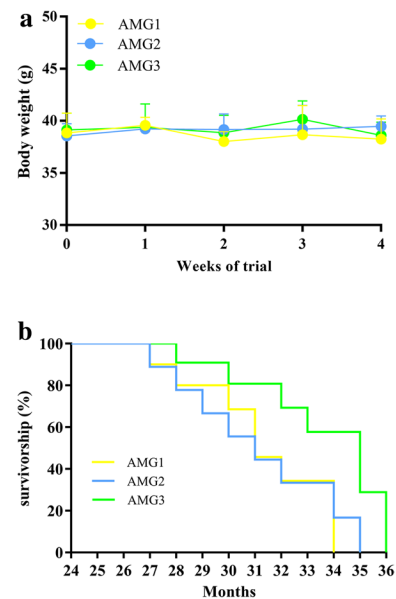 a
50
45
40
35
30
Body weight (g)
AMG1
AMG2
AMG3
0 1 2 3 4
Weeks of trial
b
100
80
60
40
20
0
survivorship (%)
AMG1
AMG2
AMG3
24 25 26 27 28 29 30 31 32 33 34 35 36
Months